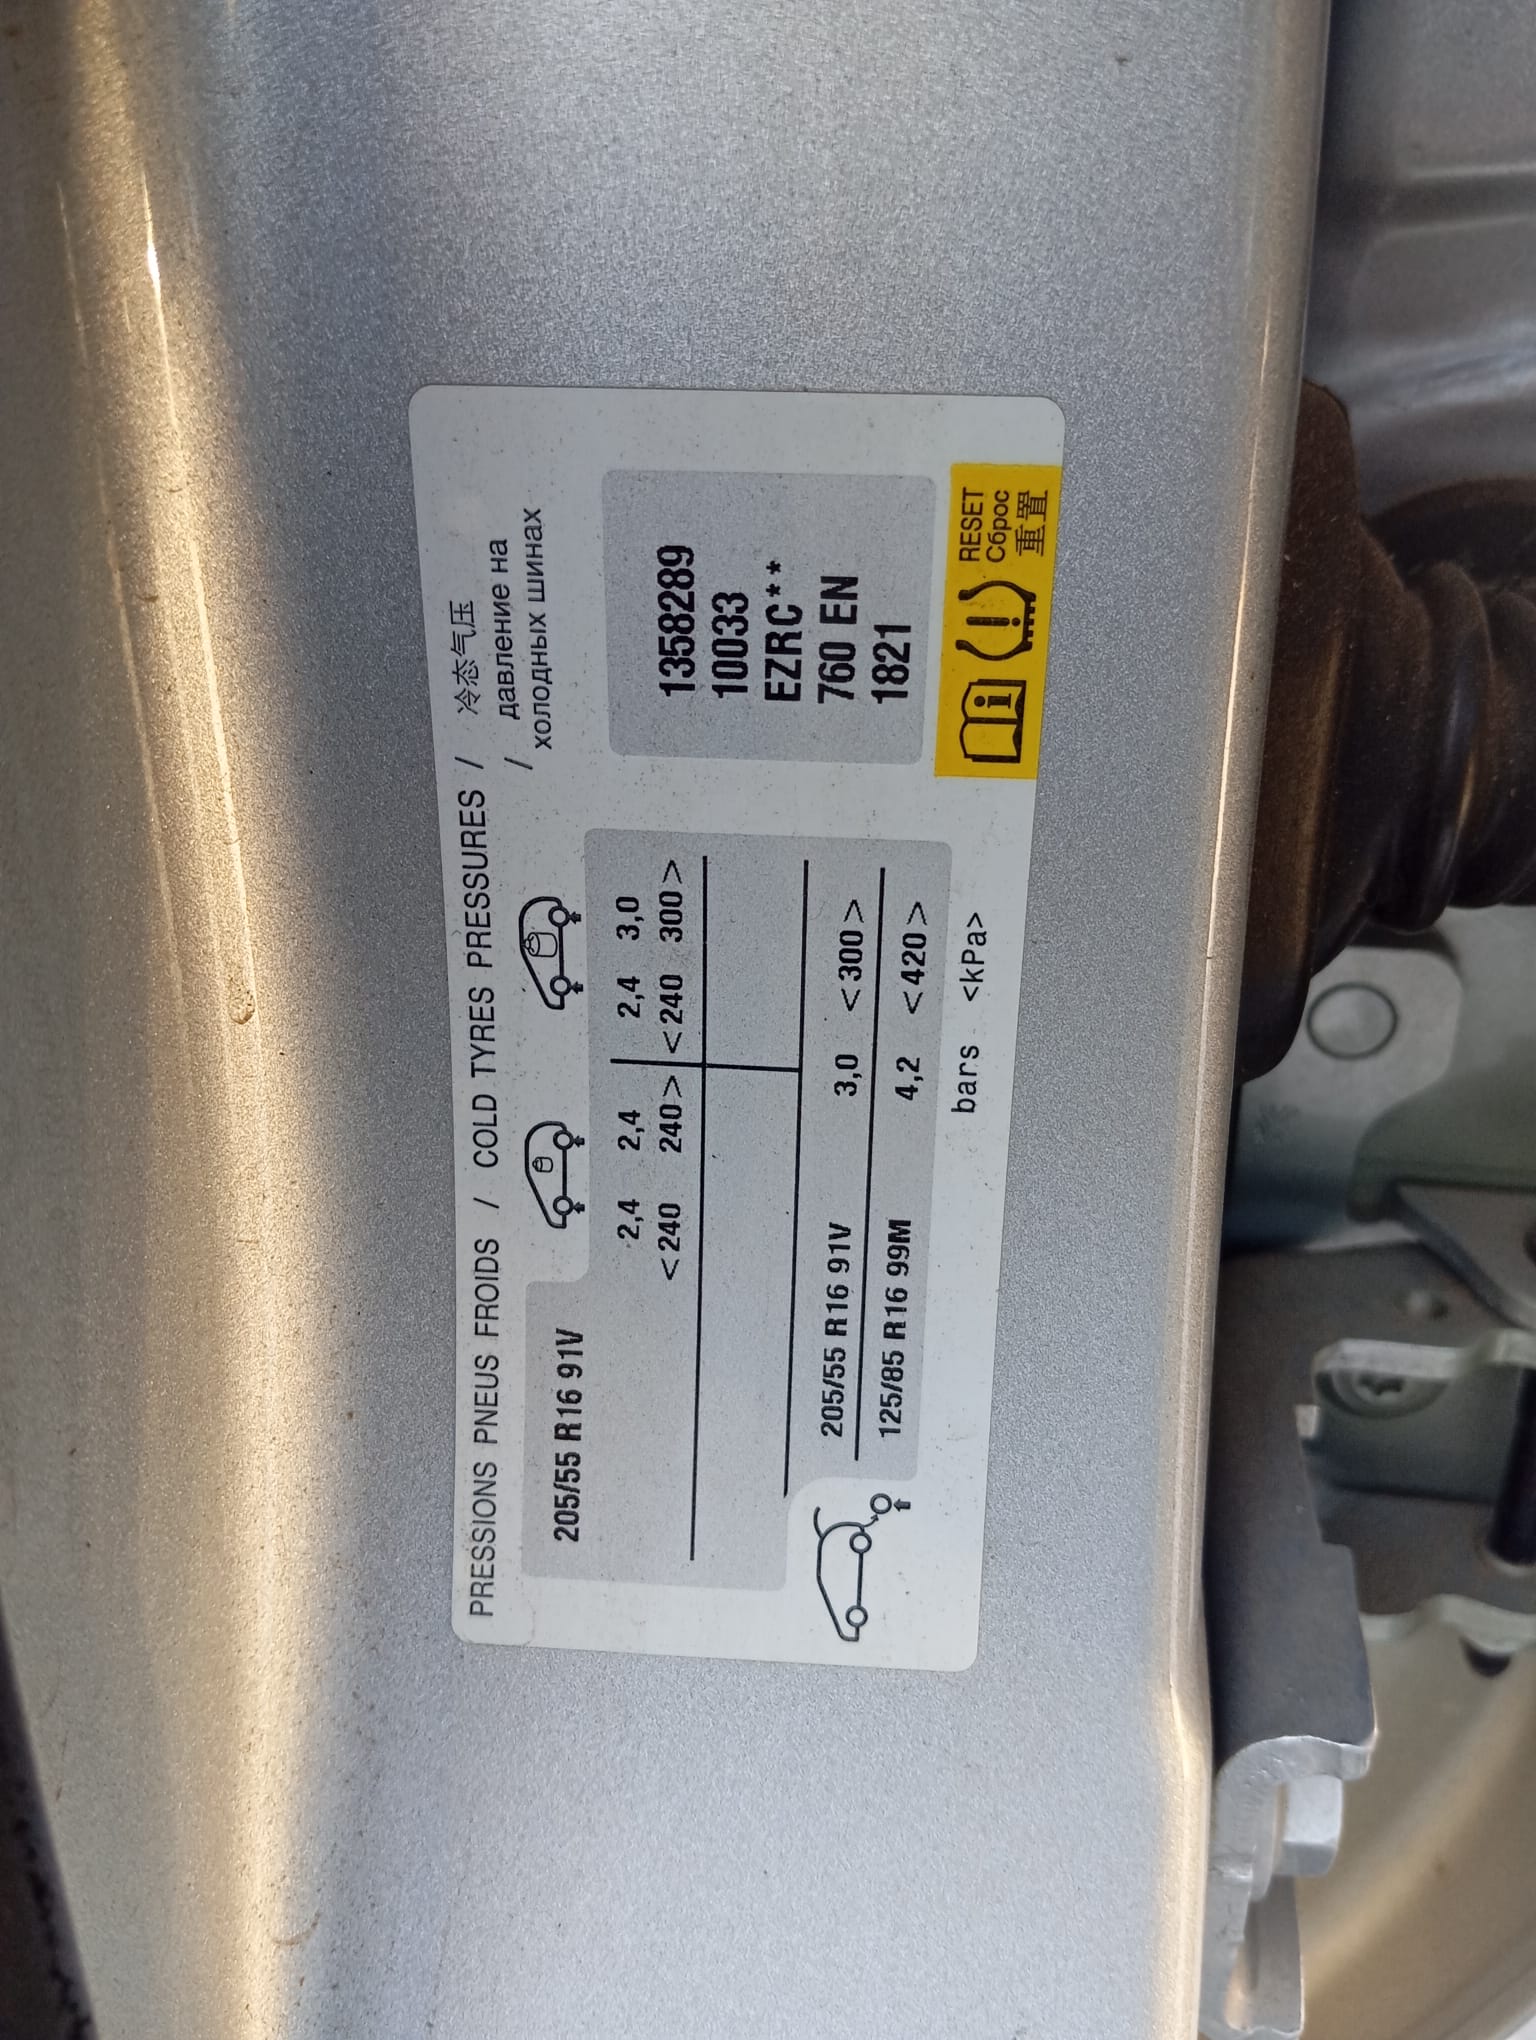 PRESSIONS PNEUS FROIDS / COLD TYRES PRESSURES / 冷态气压
/ давление на
холодных шинах
205/55 R16 91V
2,4 2,4 2,4 3,0
<240 240> <240 300>
205/55 R16 91V 3,0 <300>
125/85 R16 99M 4,2 <420>
bars <kPa>
1358289
10033
EZRC**
760 EN
1821
RESET
Сброс
重置